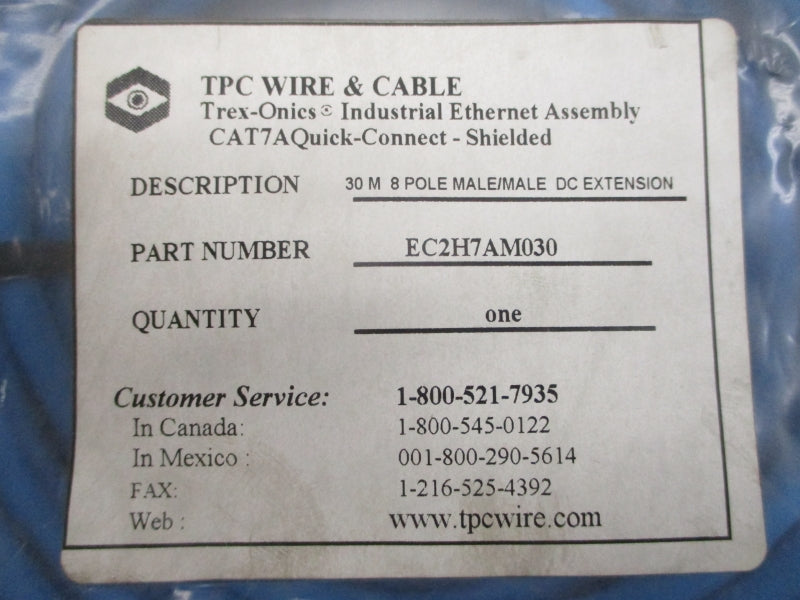 TPC WIRE & CABLE
Trex-Onics® Industrial Ethernet Assembly
CAT7AQuick-Connect - Shielded
DESCRIPTION 30 M 8 POLE MALE/MALE DC EXTENSION
PART NUMBER EC2H7AM030
QUANTITY one
Customer Service: 1-800-521-7935
In Canada: 1-800-545-0122
In Mexico : 001-800-290-5614
FAX: 1-216-525-4392
Web : www.tpcwire.com